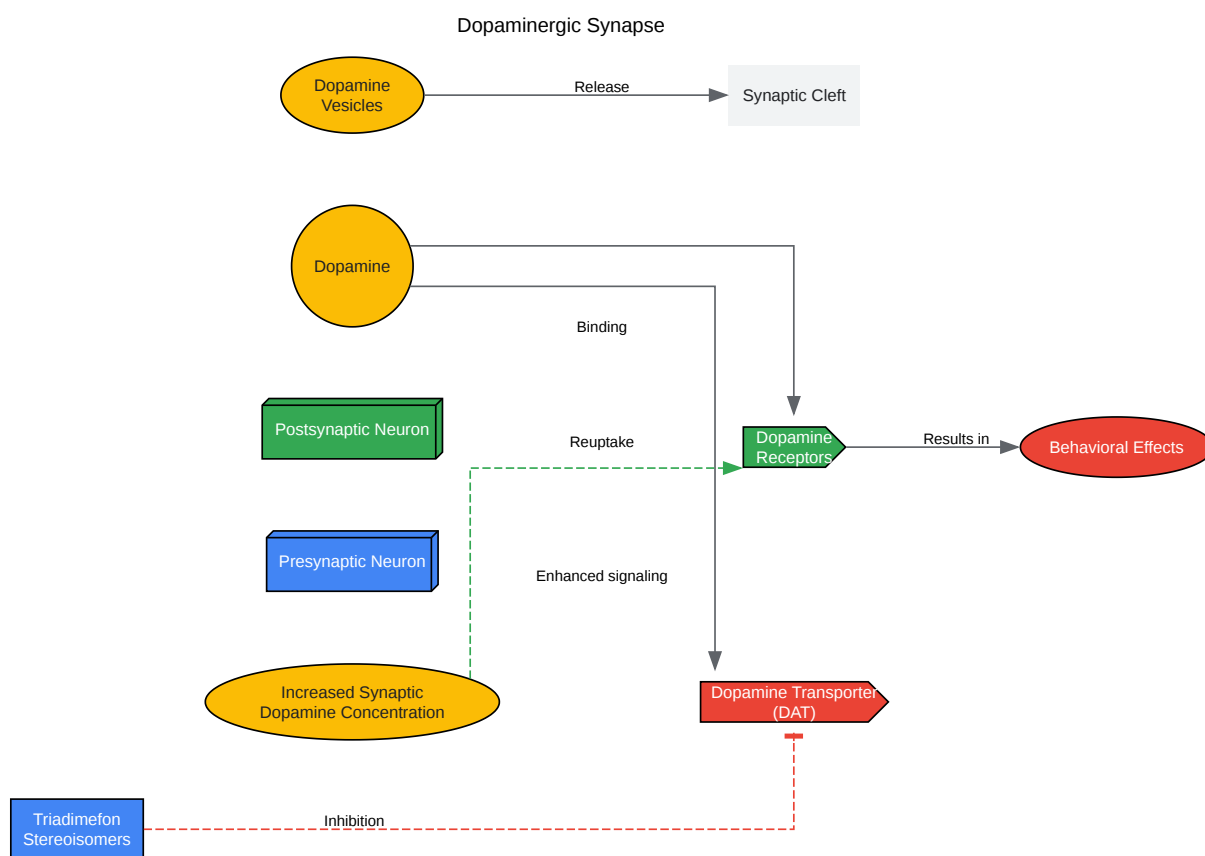 Dopaminergic Synapse
Dopamine
Vesicles
Release
Synaptic Cleft
Dopamine
Binding
Postsynaptic Neuron
Reuptake
Dopamine
Receptors
Results in
Behavioral Effects
Presynaptic Neuron
Enhanced signaling
Increased Synaptic
Dopamine Concentration
Dopamine Transporter
(DAT)
Triadimefon
Stereoisomers
Inhibition